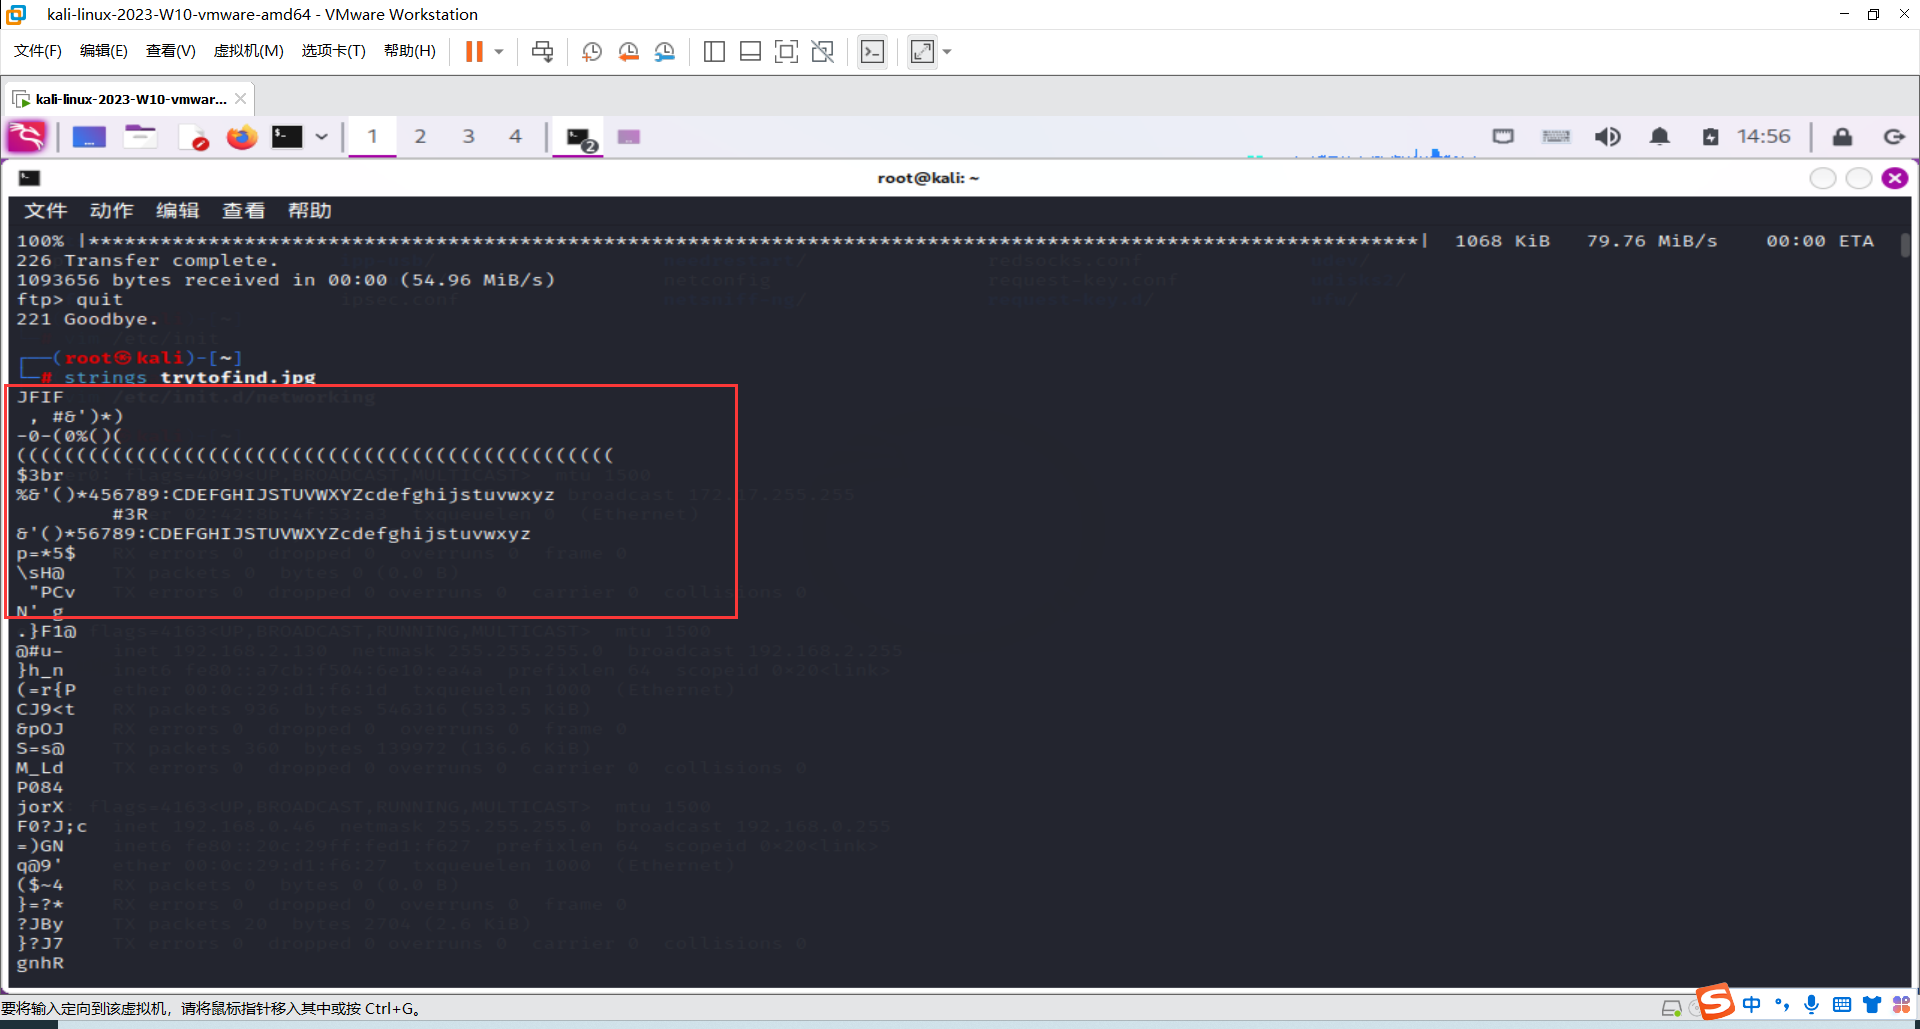 kali-linux-2023-W10-vmware-amd64 - VMware Workstation
文件(F) 编辑(E) 查看(V) 虚拟机(M) 选项卡(T) 帮助(H)
kali-linux-2023-W10-vmwar...
1 2 3 4 2 14:56
root@kali: ~
文件 动作 编辑 查看 帮助
100% |***************************************************************************************************************| 1068 KiB 79.76 MiB/s 00:00 ETA
226 Transfer complete.
1093656 bytes received in 00:00 (54.96 MiB/s)
ftp> quit
221 Goodbye.
┌──(root㉿kali)-[~]
└─# strings trytofind.jpg
JFIF
 , #&')*)
-0-(0%()(
((((((((((((((((((((((((((((((((((((((((((((((((((
$3br
%&'()*456789:CDEFGHIJSTUVWXYZcdefghijstuvwxyz
#3R
&'()*56789:CDEFGHIJSTUVWXYZcdefghijstuvwxyz
p=*5$
\sH@
 "PCv
N' g
.}F1@
@#u-
}h_n
(=r{P
CJ9<t
&pOJ
S=s@
M_Ld
P084
jorX
F0?J;c
=)GN
q@9'
($~4
}=?*
?JBy
}?J7
gnhR
要将输入定向到该虚拟机，请将鼠标指针移入其中或按 Ctrl+G。
中